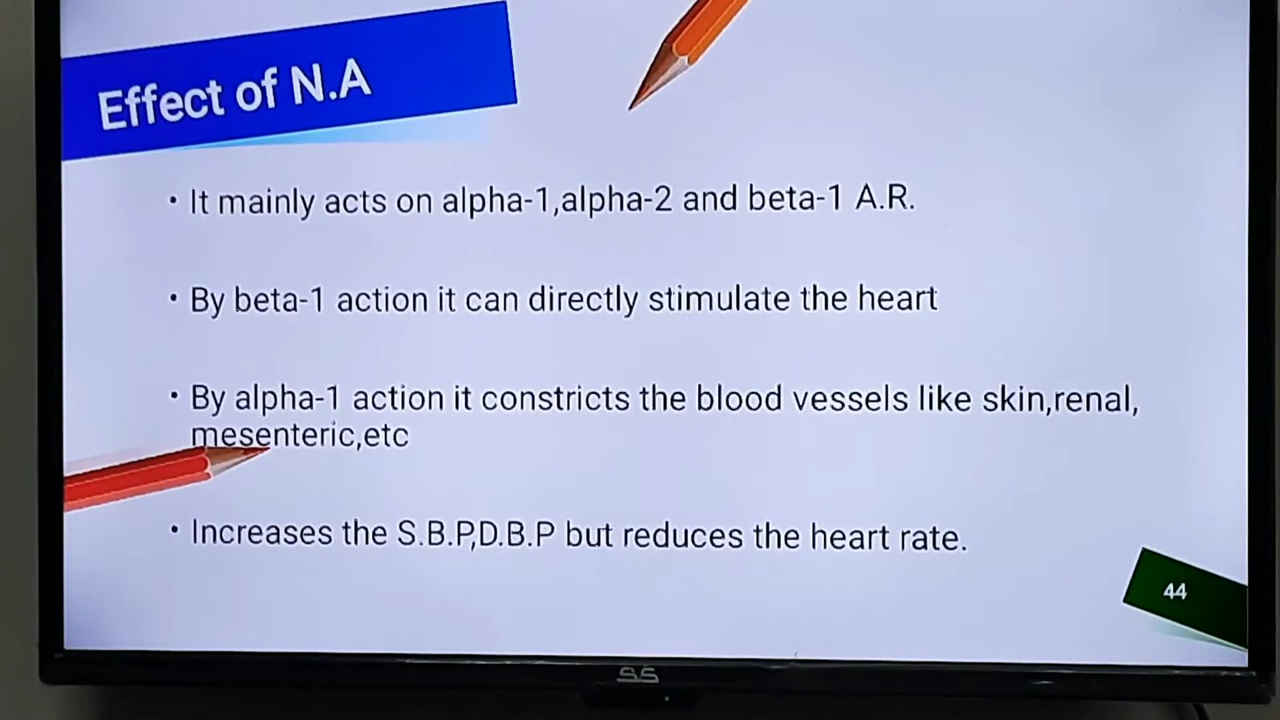 Effect of N.A
• It mainly acts on alpha-1,alpha-2 and beta-1 A.R.
• By beta-1 action it can directly stimulate the heart
• By alpha-1 action it constricts the blood vessels like skin,renal,
mesenteric,etc
• Increases the S.B.P,D.B.P but reduces the heart rate.
44
SS